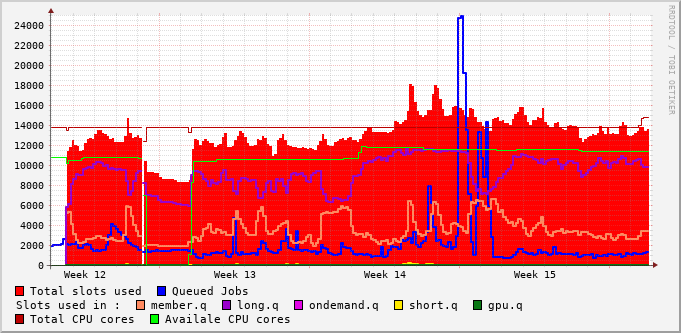 RRDTOOL / TOBI OETIKER
24000
22000
20000
18000
16000
14000
12000
10000
8000
6000
4000
2000
0
Week 12 Week 13 Week 14 Week 15
Total slots used Queued Jobs
Slots used in : member.q long.q ondemand.q short.q gpu.q
Total CPU cores Availale CPU cores